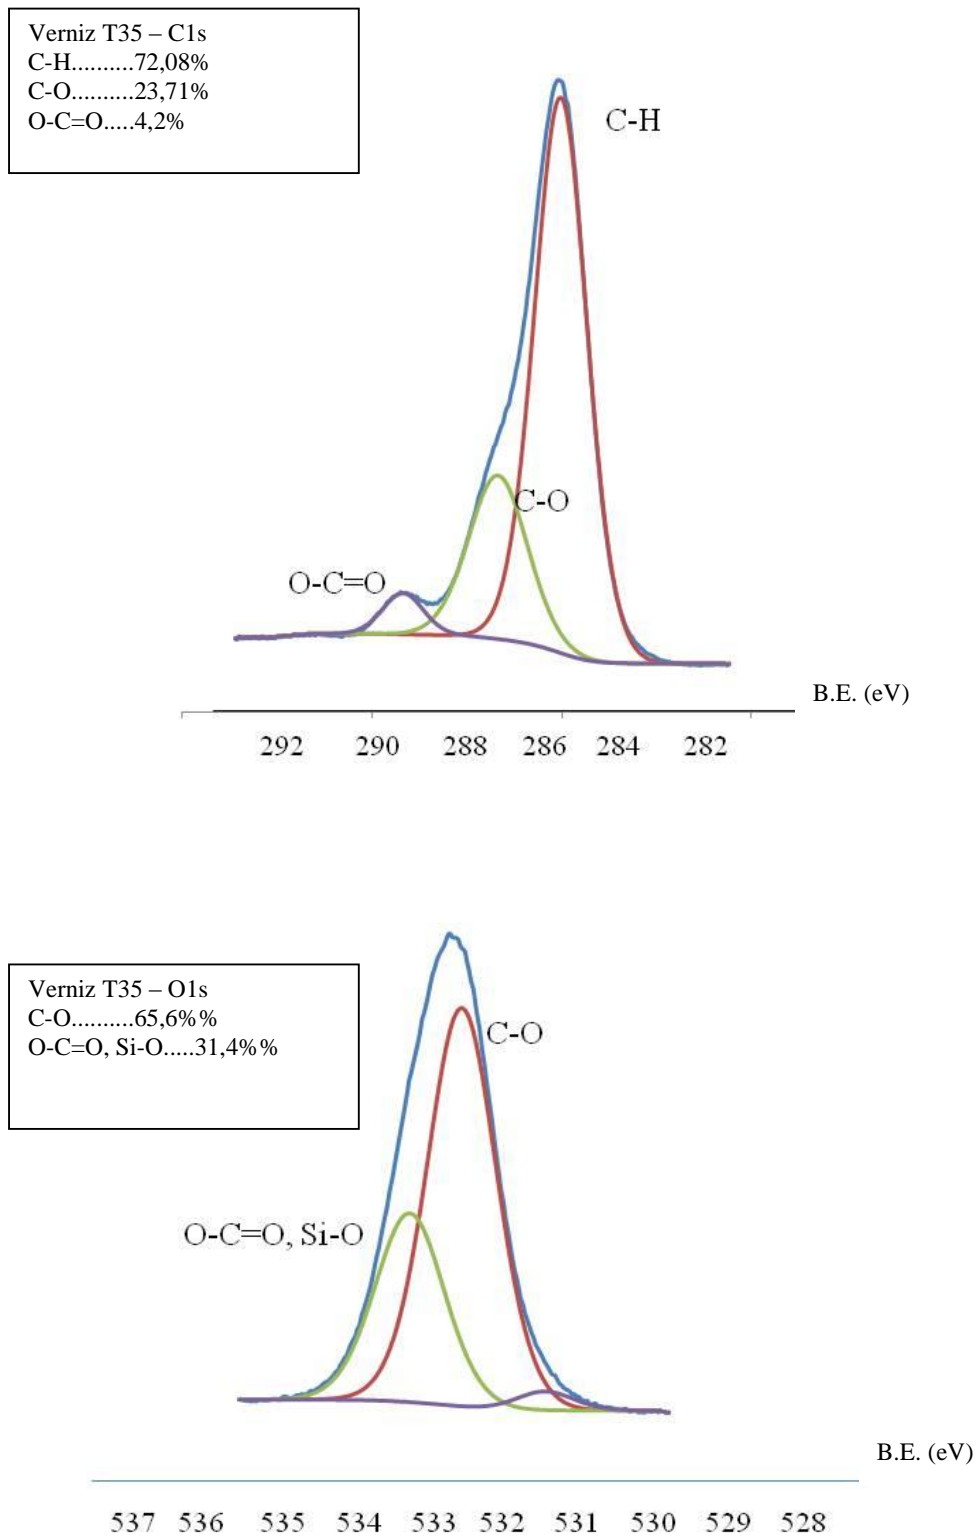 Verniz T35 – C1s
C-H..........72,08%
C-O..........23,71%
O-C=O.....4,2%
C-H
C-O
O-C=O
B.E. (eV)
292 290 288 286 284 282
Verniz T35 – O1s
C-O..........65,6%%
O-C=O, Si-O.....31,4%%
C-O
O-C=O, Si-O
B.E. (eV)
537 536 535 534 533 532 531 530 529 528